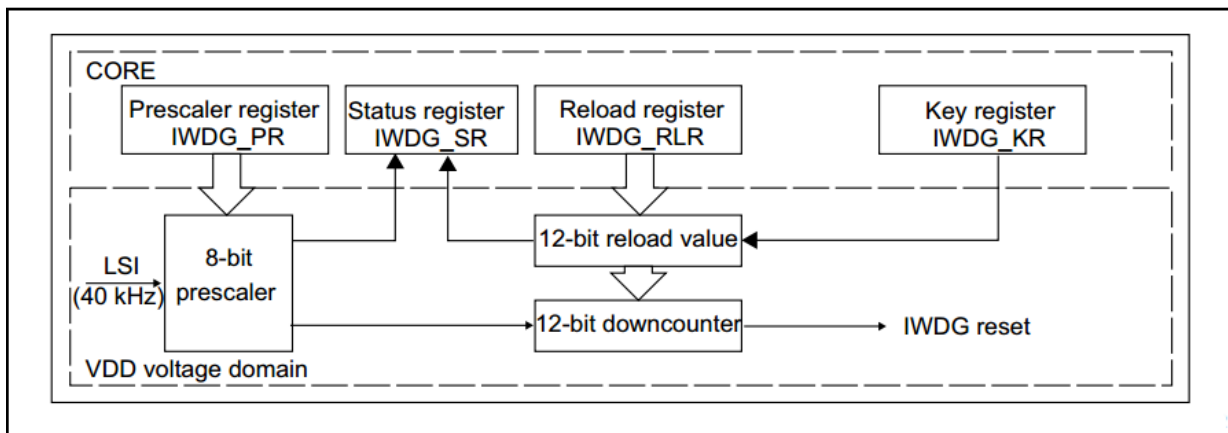 CORE
Prescaler register
IWDG_PR
Status register
IWDG_SR
Reload register
IWDG_RLR
Key register
IWDG_KR
LSI
(40 kHz)
8-bit
prescaler
12-bit reload value
12-bit downcounter
IWDG reset
VDD voltage domain